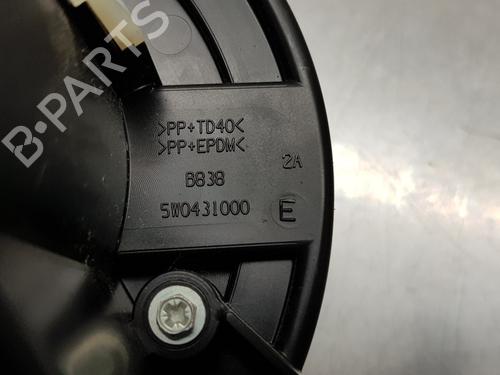 B-PARTS
>PP+TD40<
>PP+EPDM<
2A
B838
5W0431000
E